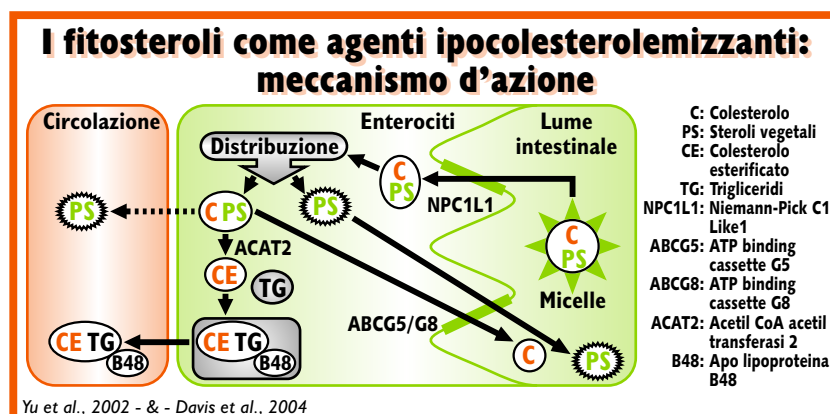 I fitosteroli come agenti ipocolesterolemizzanti:
meccanismo d'azione
Circolazione
Enterociti
Lume
intestinale
Distribuzione
C
PS
NPC1L1
PS
C PS
PS
C
PS
ACAT2
CE
TG
Micelle
ABCG5/G8
CE TG
B48
CE TG
B48
C
PS
C: Colesterolo
PS: Steroli vegetali
CE: Colesterolo
esterificato
TG: Trigliceridi
NPC1L1: Niemann-Pick C1
Like1
ABCG5: ATP binding
cassette G5
ABCG8: ATP binding
cassette G8
ACAT2: Acetil CoA acetil
transferasi 2
B48: Apo lipoproteina
B48
Yu et al., 2002 - & - Davis et al., 2004